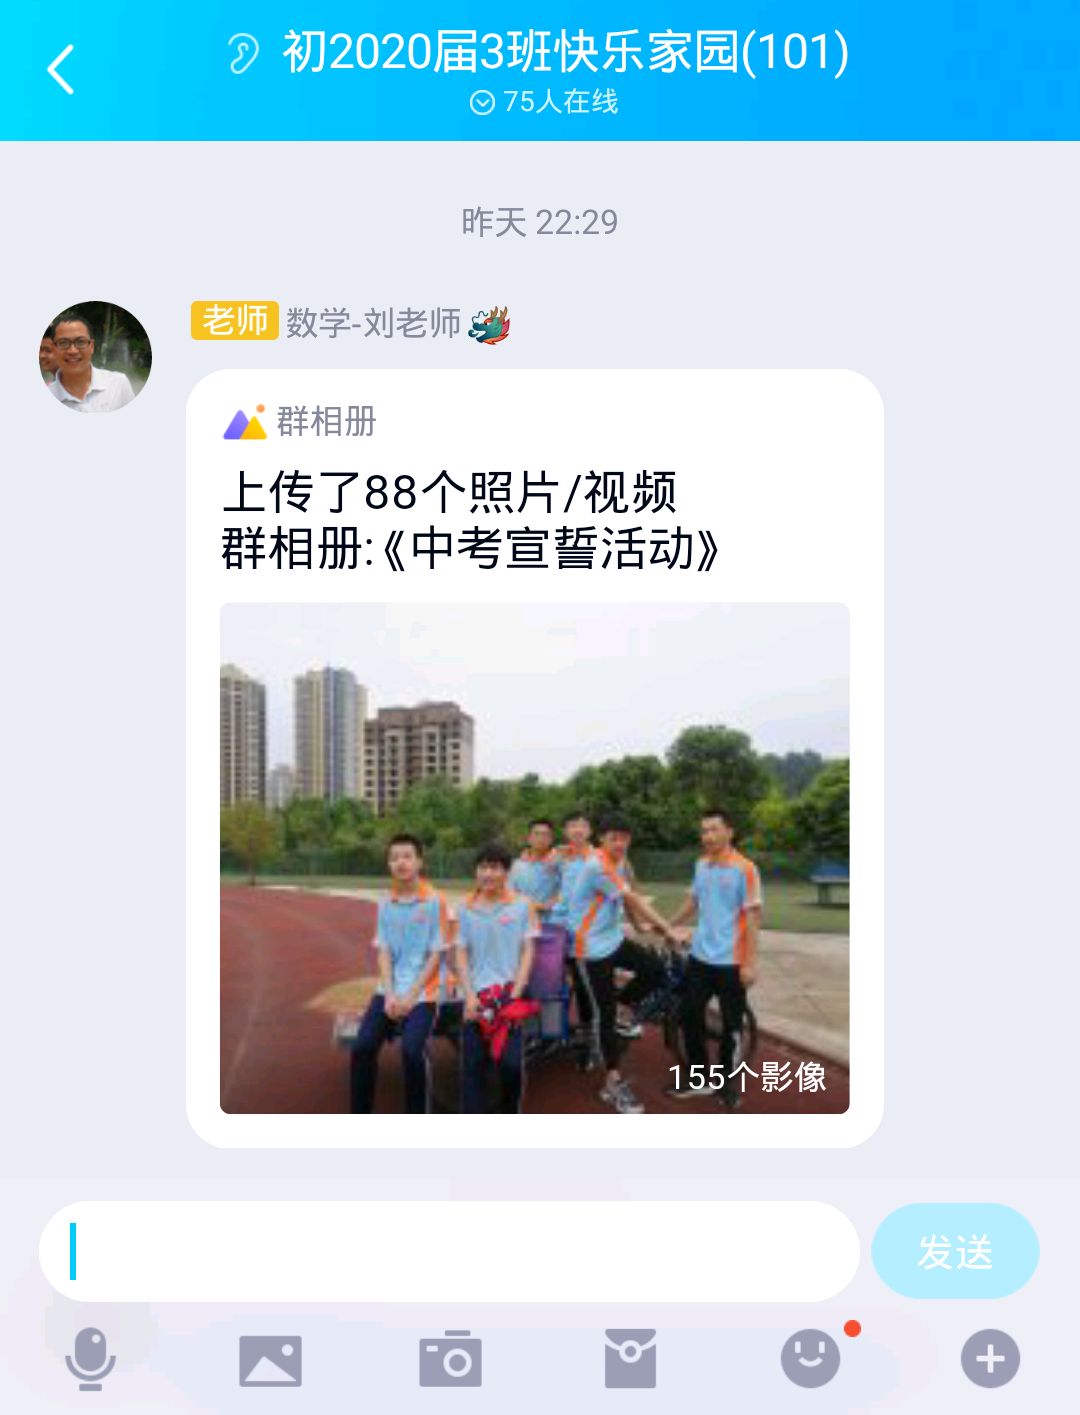 初2020届3班快乐家园(101)
75人在线
昨天 22:29
老师 数学-刘老师
群相册
上传了88个照片/视频
群相册:《中考宣誓活动》
155个影像
发送